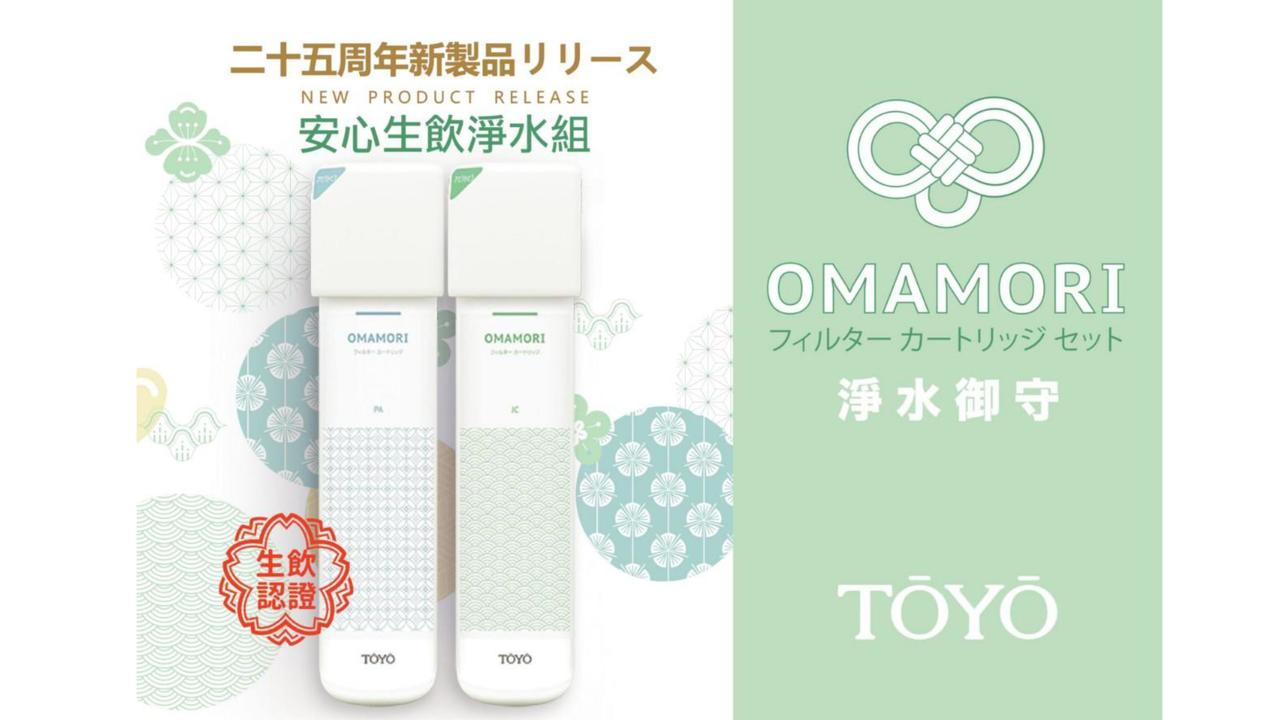 二十五周年新製品リリース
NEW PRODUCT RELEASE
安心生飲淨水組
OMAMORI
フィルター カートリッジ
PA
TŌYŌ
OMAMORI
フィルター カートリッジ
IC
TŌYŌ
生飲
認證
OMAMORI
フィルター カートリッジ セット
淨水御守
TŌYŌ